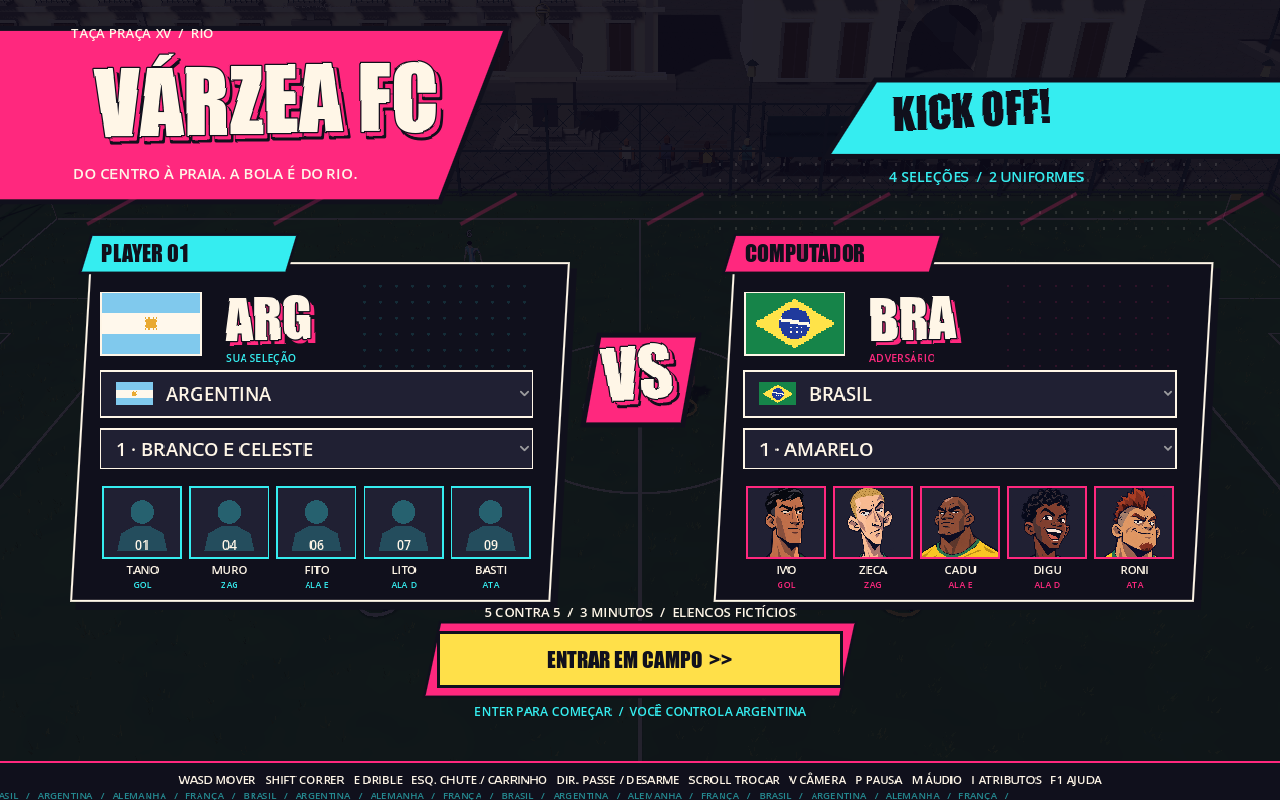 TAÇA PRAÇA XV / RIO
VÁRZEA FC
DO CENTRO À PRAIA. A BOLA É DO RIO.
KICK OFF!
4 SELEÇÕES / 2 UNIFORMES
PLAYER 01
ARG
SUA SELEÇÃO
ARGENTINA
1 · BRANCO E CELESTE
01 04 06 07 09
TANO MURO FITO LITO BASTI
GOL ZAG ALA E ALA D ATA
VS
COMPUTADOR
BRA
ADVERSÁRIO
BRASIL
1 · AMARELO
IVO ZECA CADU DIGU RONI
GOL ZAG ALA E ALA D ATA
5 CONTRA 5 / 3 MINUTOS / ELENCOS FICTÍCIOS
ENTRAR EM CAMPO >>
ENTER PARA COMEÇAR / VOCÊ CONTROLA ARGENTINA
WASD MOVER SHIFT CORRER E DRIBLE ESQ. CHUTE / CARRINHO DIR. PASSE / DESARME SCROLL TROCAR V CÂMERA P PAUSA M ÁUDIO I ATRIBUTOS F1 AJUDA
ASIL / ARGENTINA / ALEMANHA / FRANÇA / BRASIL / ARGENTINA / ALEMANHA / FRANÇA / BRASIL / ARGENTINA / ALEMANHA / FRANÇA / BRASIL / ARGENTINA / ALEMANHA / FRANÇA /